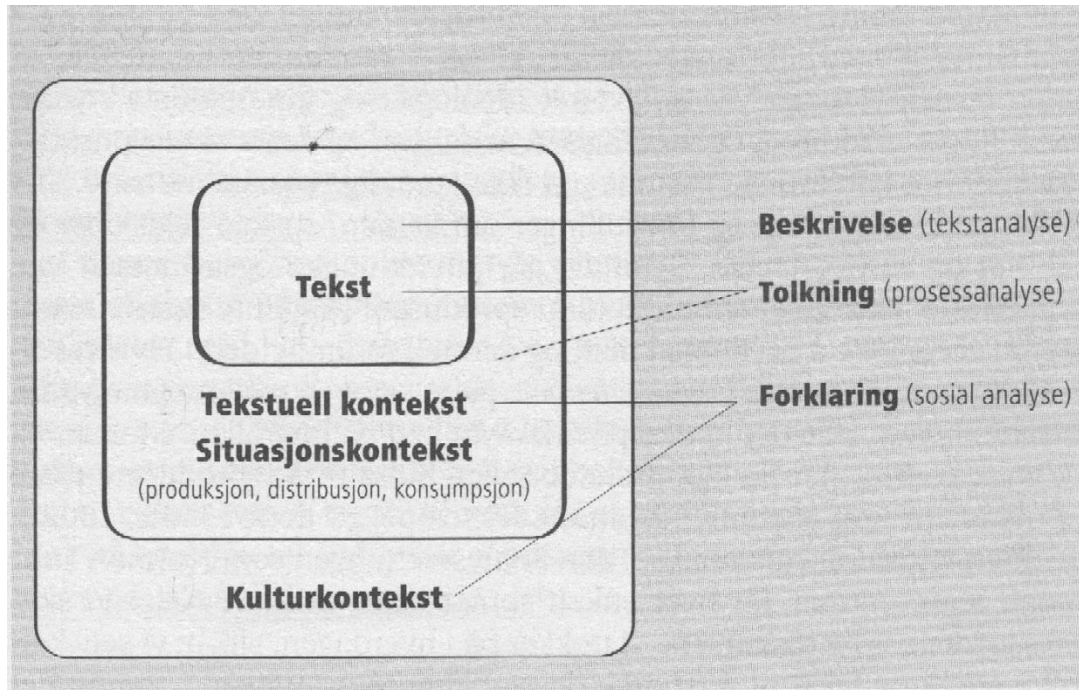 Beskrivelse (tekstanalyse)
Tekst
Tolkning (prosessanalyse)
Tekstuell kontekst
Forklaring (sosial analyse)
Situasjonskontekst
(produksjon, distribusjon, konsumpsjon)
Kulturkontekst